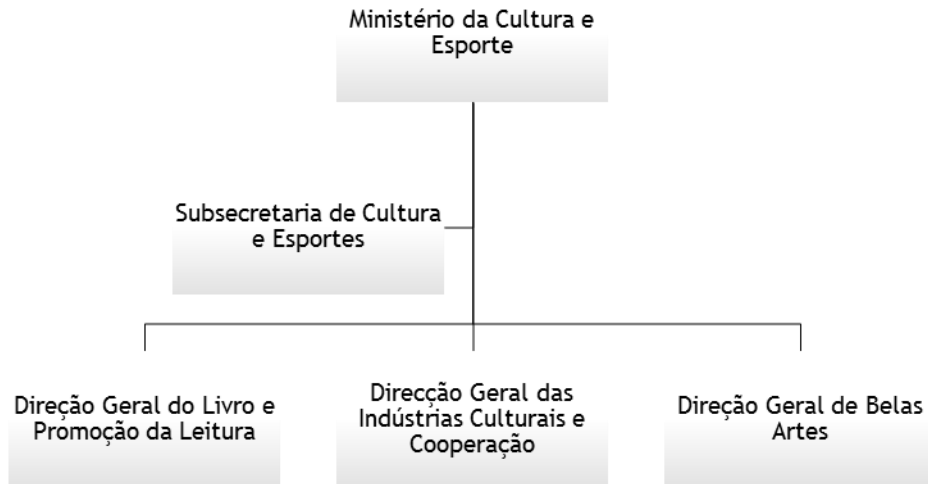 Ministério da Cultura e
Esporte
Subsecretaria de Cultura
e Esportes
Direção Geral do Livro e
Promoção da Leitura
Direcção Geral das
Indústrias Culturais e
Cooperação
Direção Geral de Belas
Artes